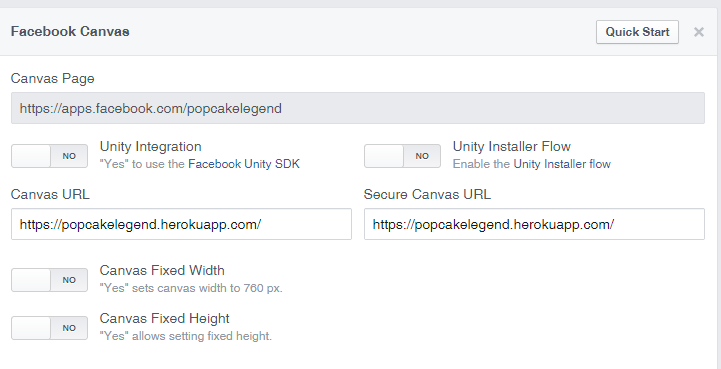 Facebook Canvas
Quick Start
Canvas Page
https://apps.facebook.com/popcakelegend
NO
Unity Integration
"Yes" to use the Facebook Unity SDK
NO
Unity Installer Flow
Enable the Unity Installer flow
Canvas URL
https://popcakelegend.herokuapp.com/
Secure Canvas URL
https://popcakelegend.herokuapp.com/
NO
Canvas Fixed Width
"Yes" sets canvas width to 760 px.
NO
Canvas Fixed Height
"Yes" allows setting fixed height.